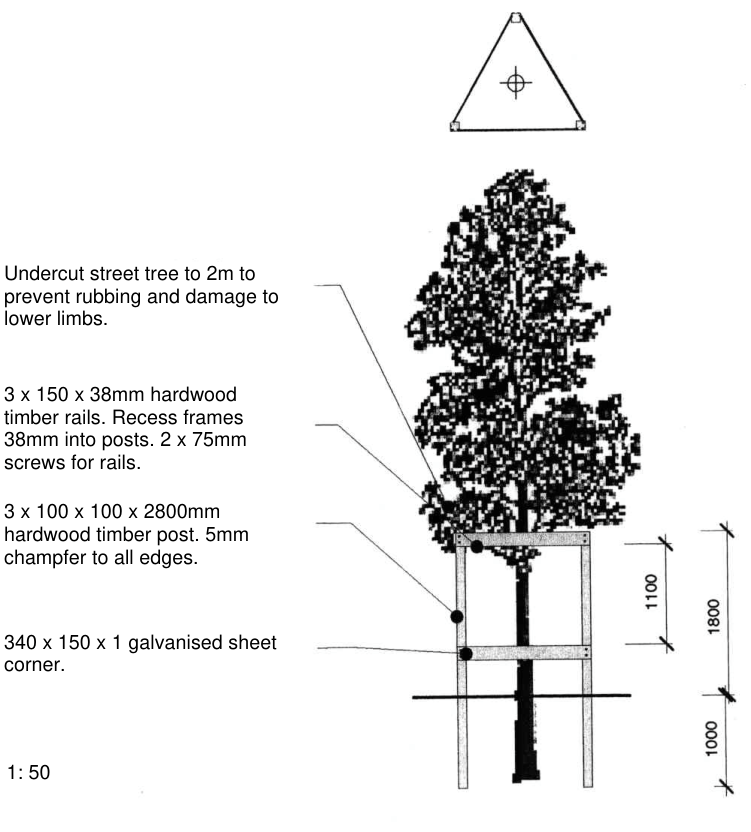 Undercut street tree to 2m to
prevent rubbing and damage to
lower limbs.
3 x 150 x 38mm hardwood
timber rails. Recess frames
38mm into posts. 2 x 75mm
screws for rails.
3 x 100 x 100 x 2800mm
hardwood timber post. 5mm
champfer to all edges.
340 x 150 x 1 galvanised sheet
corner.
1100
1800
1000
1: 50